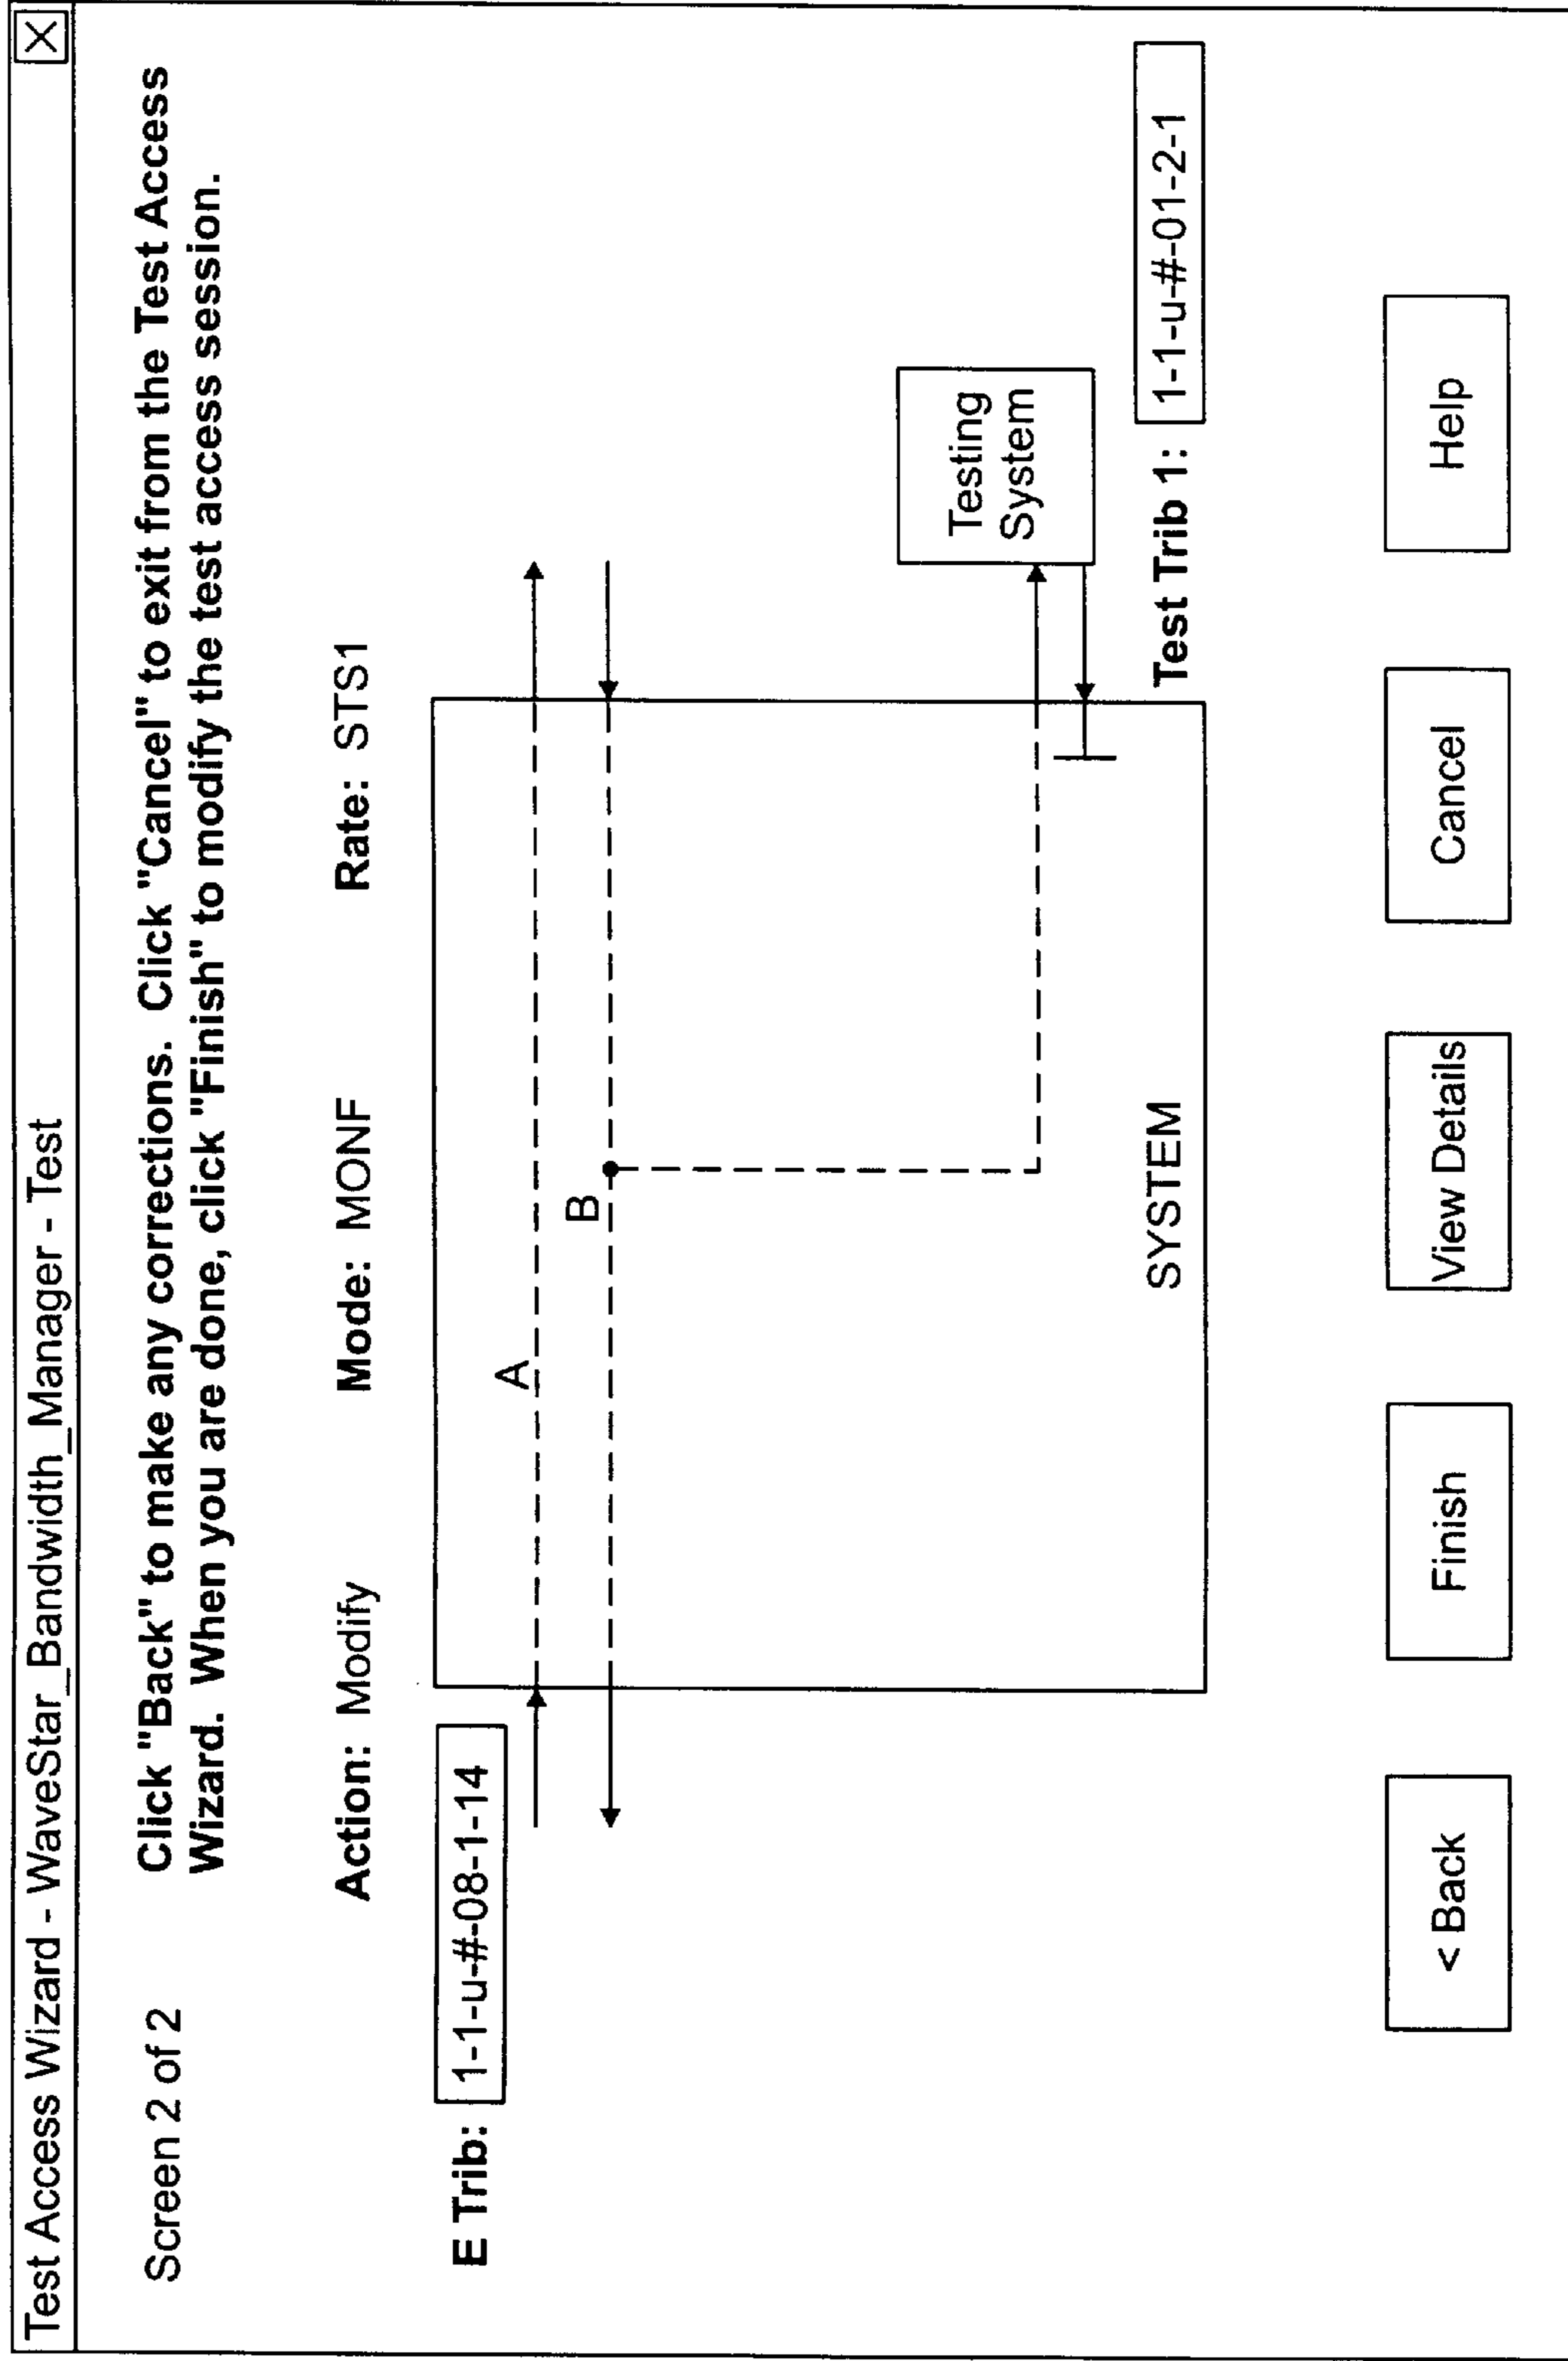 Test Access Wizard - WaveStar_Bandwidth_Manager - Test
Screen 2 of 2
Click "Back" to make any corrections. Click "Cancel" to exit from the Test Access
Wizard. When you are done, click "Finish" to modify the test access session.
Action: Modify
Mode: MONF
Rate: STS1
E Trib: 1-1-u-#-08-1-14
A
B
Testing
System
SYSTEM
Test Trib 1: 1-1-u-#-01-2-1
< Back
Finish
View Details
Cancel
Help